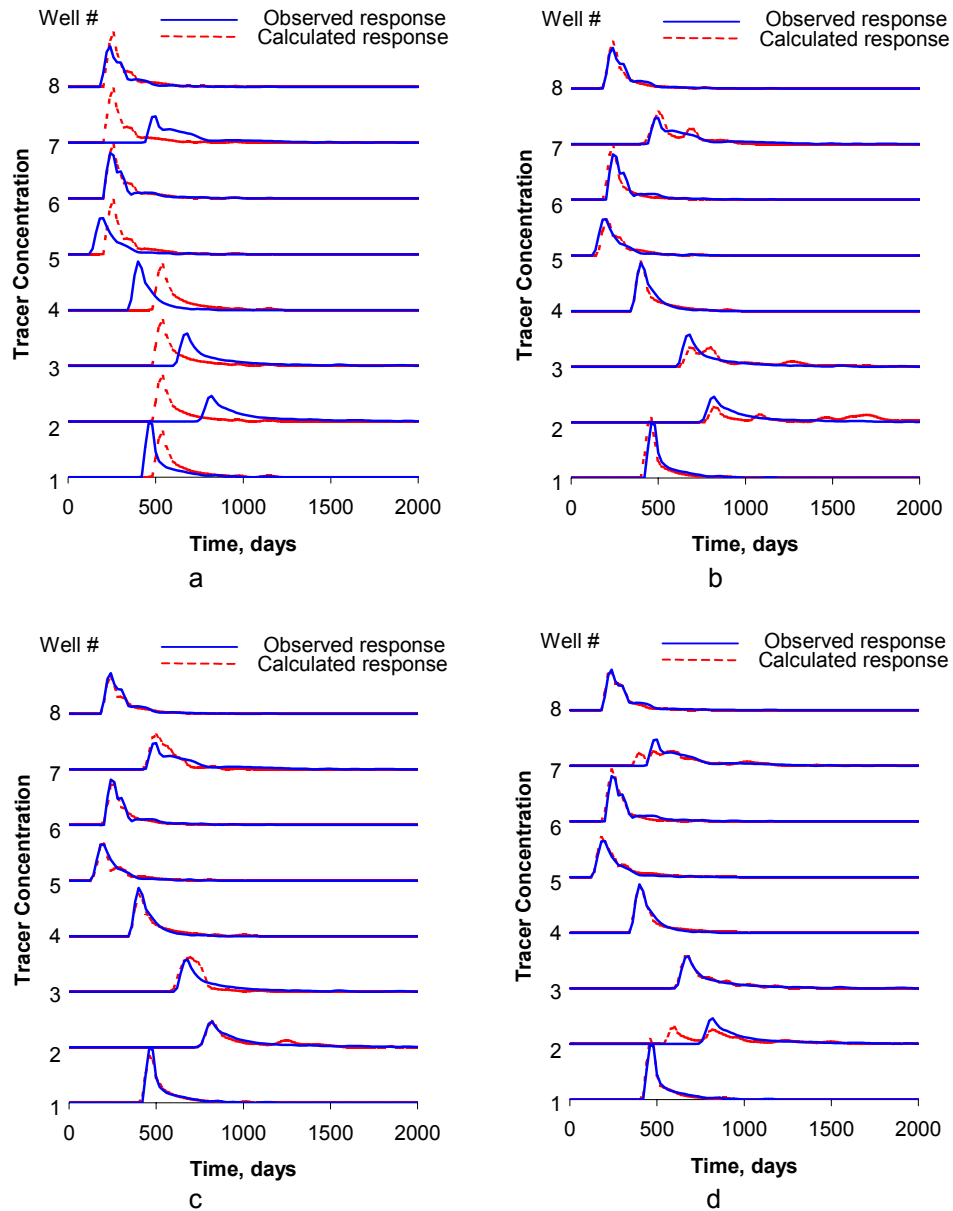 Well #
Observed response
Calculated response
8
7
6
5
4
3
2
1
Tracer Concentration
0 500 1000 1500 2000
Time, days
a
Well #
Observed response
Calculated response
8
7
6
5
4
3
2
1
Tracer Concentration
0 500 1000 1500 2000
Time, days
b
Well #
Observed response
Calculated response
8
7
6
5
4
3
2
1
Tracer Concentration
0 500 1000 1500 2000
Time, days
c
Well #
Observed response
Calculated response
8
7
6
5
4
3
2
1
Tracer Concentration
0 500 1000 1500 2000
Time, days
d